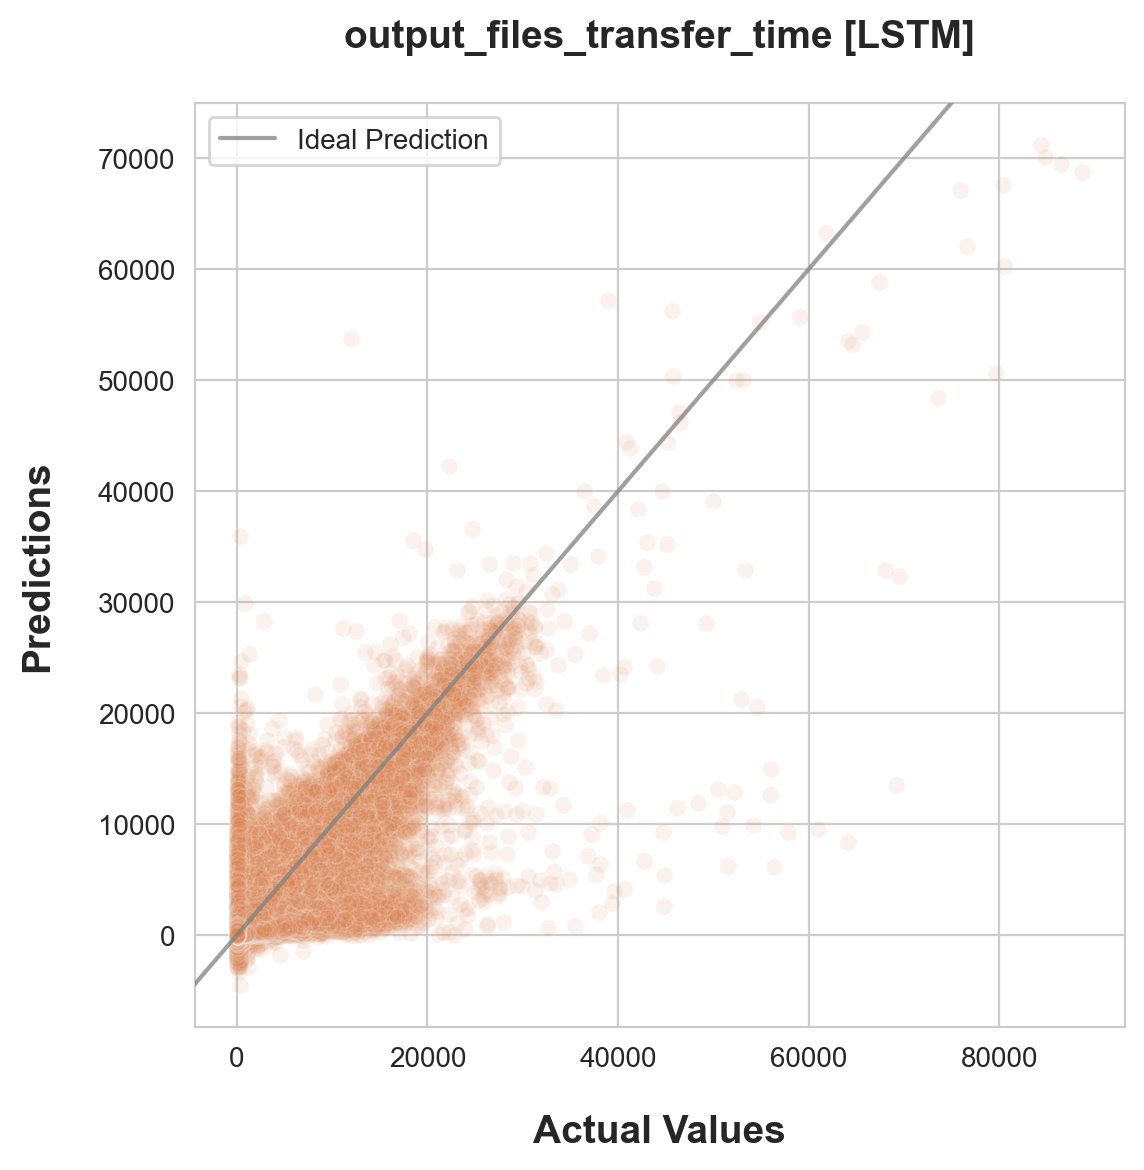 output_files_transfer_time [LSTM]
Ideal Prediction
70000
60000
50000
40000
30000
20000
10000
0
Predictions
0 20000 40000 60000 80000
Actual Values